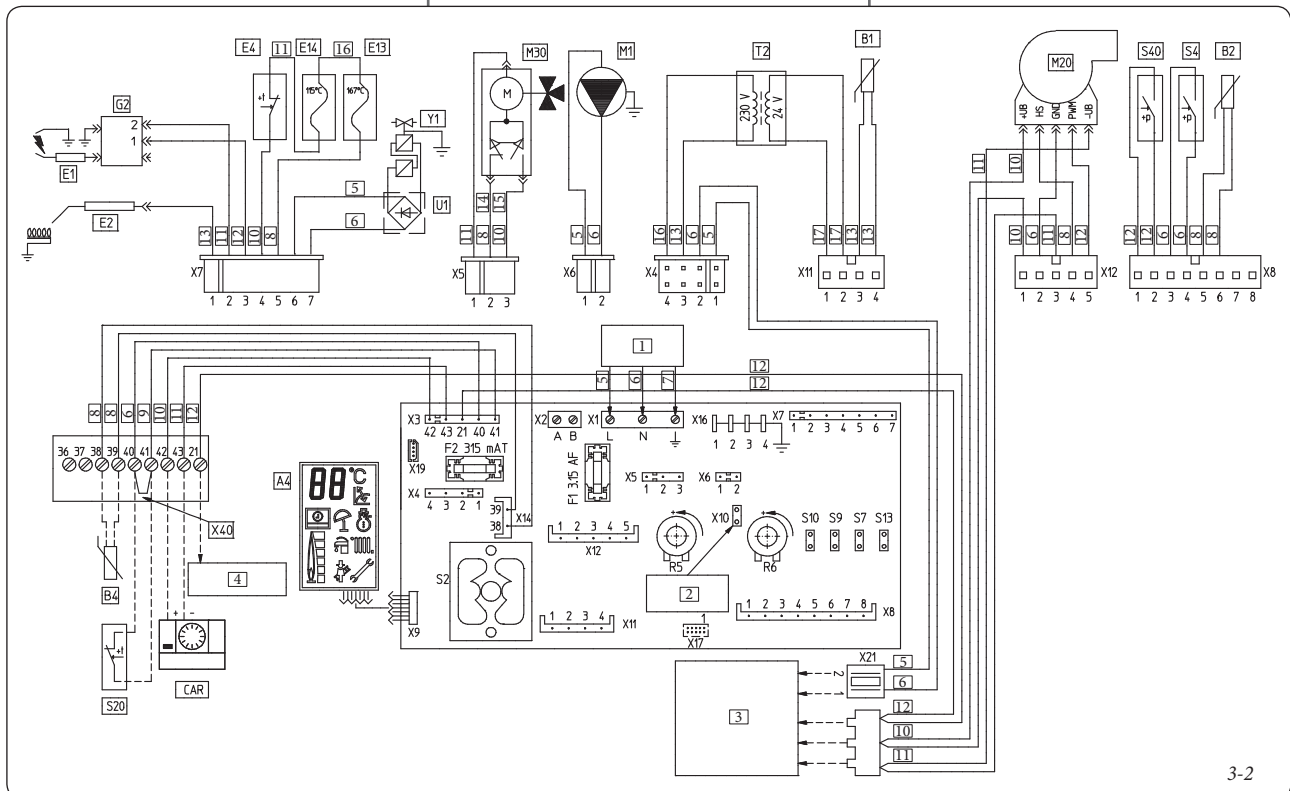 E4 11 E14 16 E13
115°C 167°C
+t
G2
2
1
E1
E2
Y1
5
6
U1
13 11 12 10 8
X7
1 2 3 4 5 6 7
M30
M
14 15
11 8 10
X5
1 2 3
M1
5 6
X6
1 2
T2
230 V 24 V
16 13 6 5
X4
4 3 2 1
B1
17 17 13 13
X11
1 2 3 4
M20
+UB HS GND PWM -UB
11 10
10 6 11 8 12
X12
1 2 3 4 5
S40 S4 B2
+p +p
12 12 6 6 8 8
X8
1 2 3 4 5 6 7 8
8 8 6 9 10 11 12
36 37 38 39 40 41 42 43 21
X40
B4
4
+ -
+t
S20
CAR
A4
88 °C
1
5 6 7
12
12
X3
42 43 21 40 41
X2
A B
X1
L N
X16
1 2 3 4
X7
1 2 3 4 5 6 7
X19
F2 315 mAT
F1 3.15 AF
X4
4 3 2 1
39
38
X14
X5
1 2 3
X6
1 2
X10
1 2 3 4 5
X12
+
R5
+
R6
S10 S9 S7 S13
S2
2
1
X17
1 2 3 4
X11
1 2 3 4 5 6 7 8
X8
X9
X21
2
1
5
6
3
12
10
11
3-2